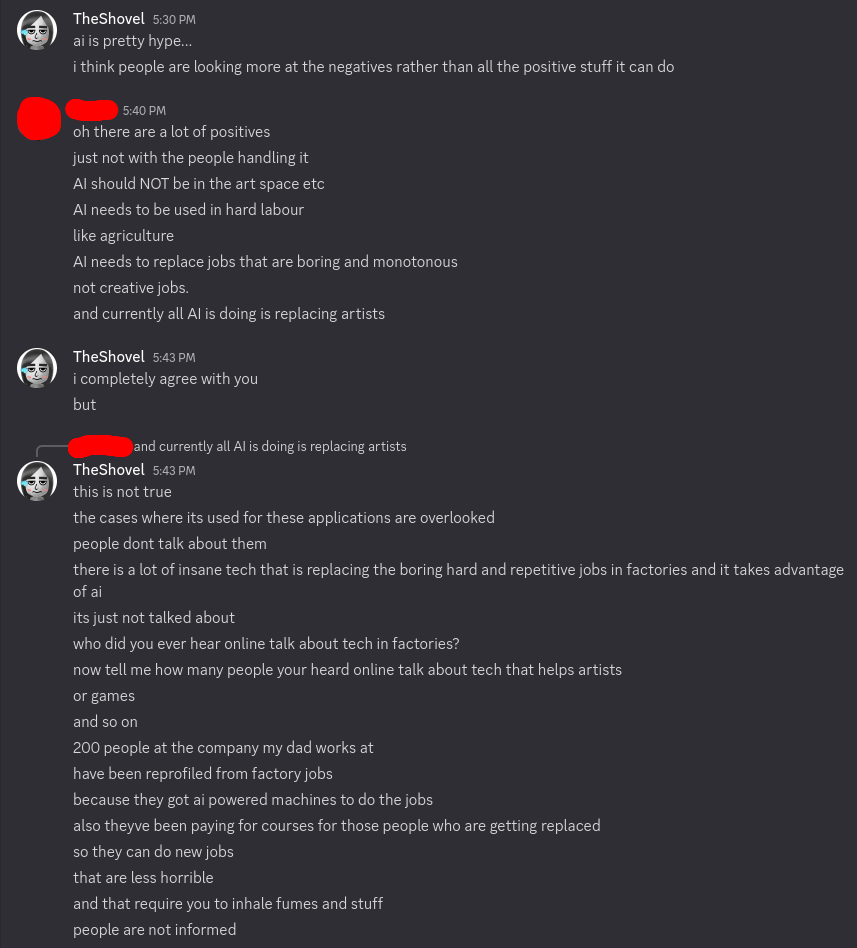 TheShovel 5:30 PM
ai is pretty hype...
i think people are looking more at the negatives rather than all the positive stuff it can do
5:40 PM
oh there are a lot of positives
just not with the people handling it
AI should NOT be in the art space etc
AI needs to be used in hard labour
like agriculture
AI needs to replace jobs that are boring and monotonous
not creative jobs.
and currently all AI is doing is replacing artists
TheShovel 5:43 PM
i completely agree with you
but
and currently all AI is doing is replacing artists
TheShovel 5:43 PM
this is not true
the cases where its used for these applications are overlooked
people dont talk about them
there is a lot of insane tech that is replacing the boring hard and repetitive jobs in factories and it takes advantage
of ai
its just not talked about
who did you ever hear online talk about tech in factories?
now tell me how many people your heard online talk about tech that helps artists
or games
and so on
200 people at the company my dad works at
have been reprofiled from factory jobs
because they got ai powered machines to do the jobs
also theyve been paying for courses for those people who are getting replaced
so they can do new jobs
that are less horrible
and that require you to inhale fumes and stuff
people are not informed